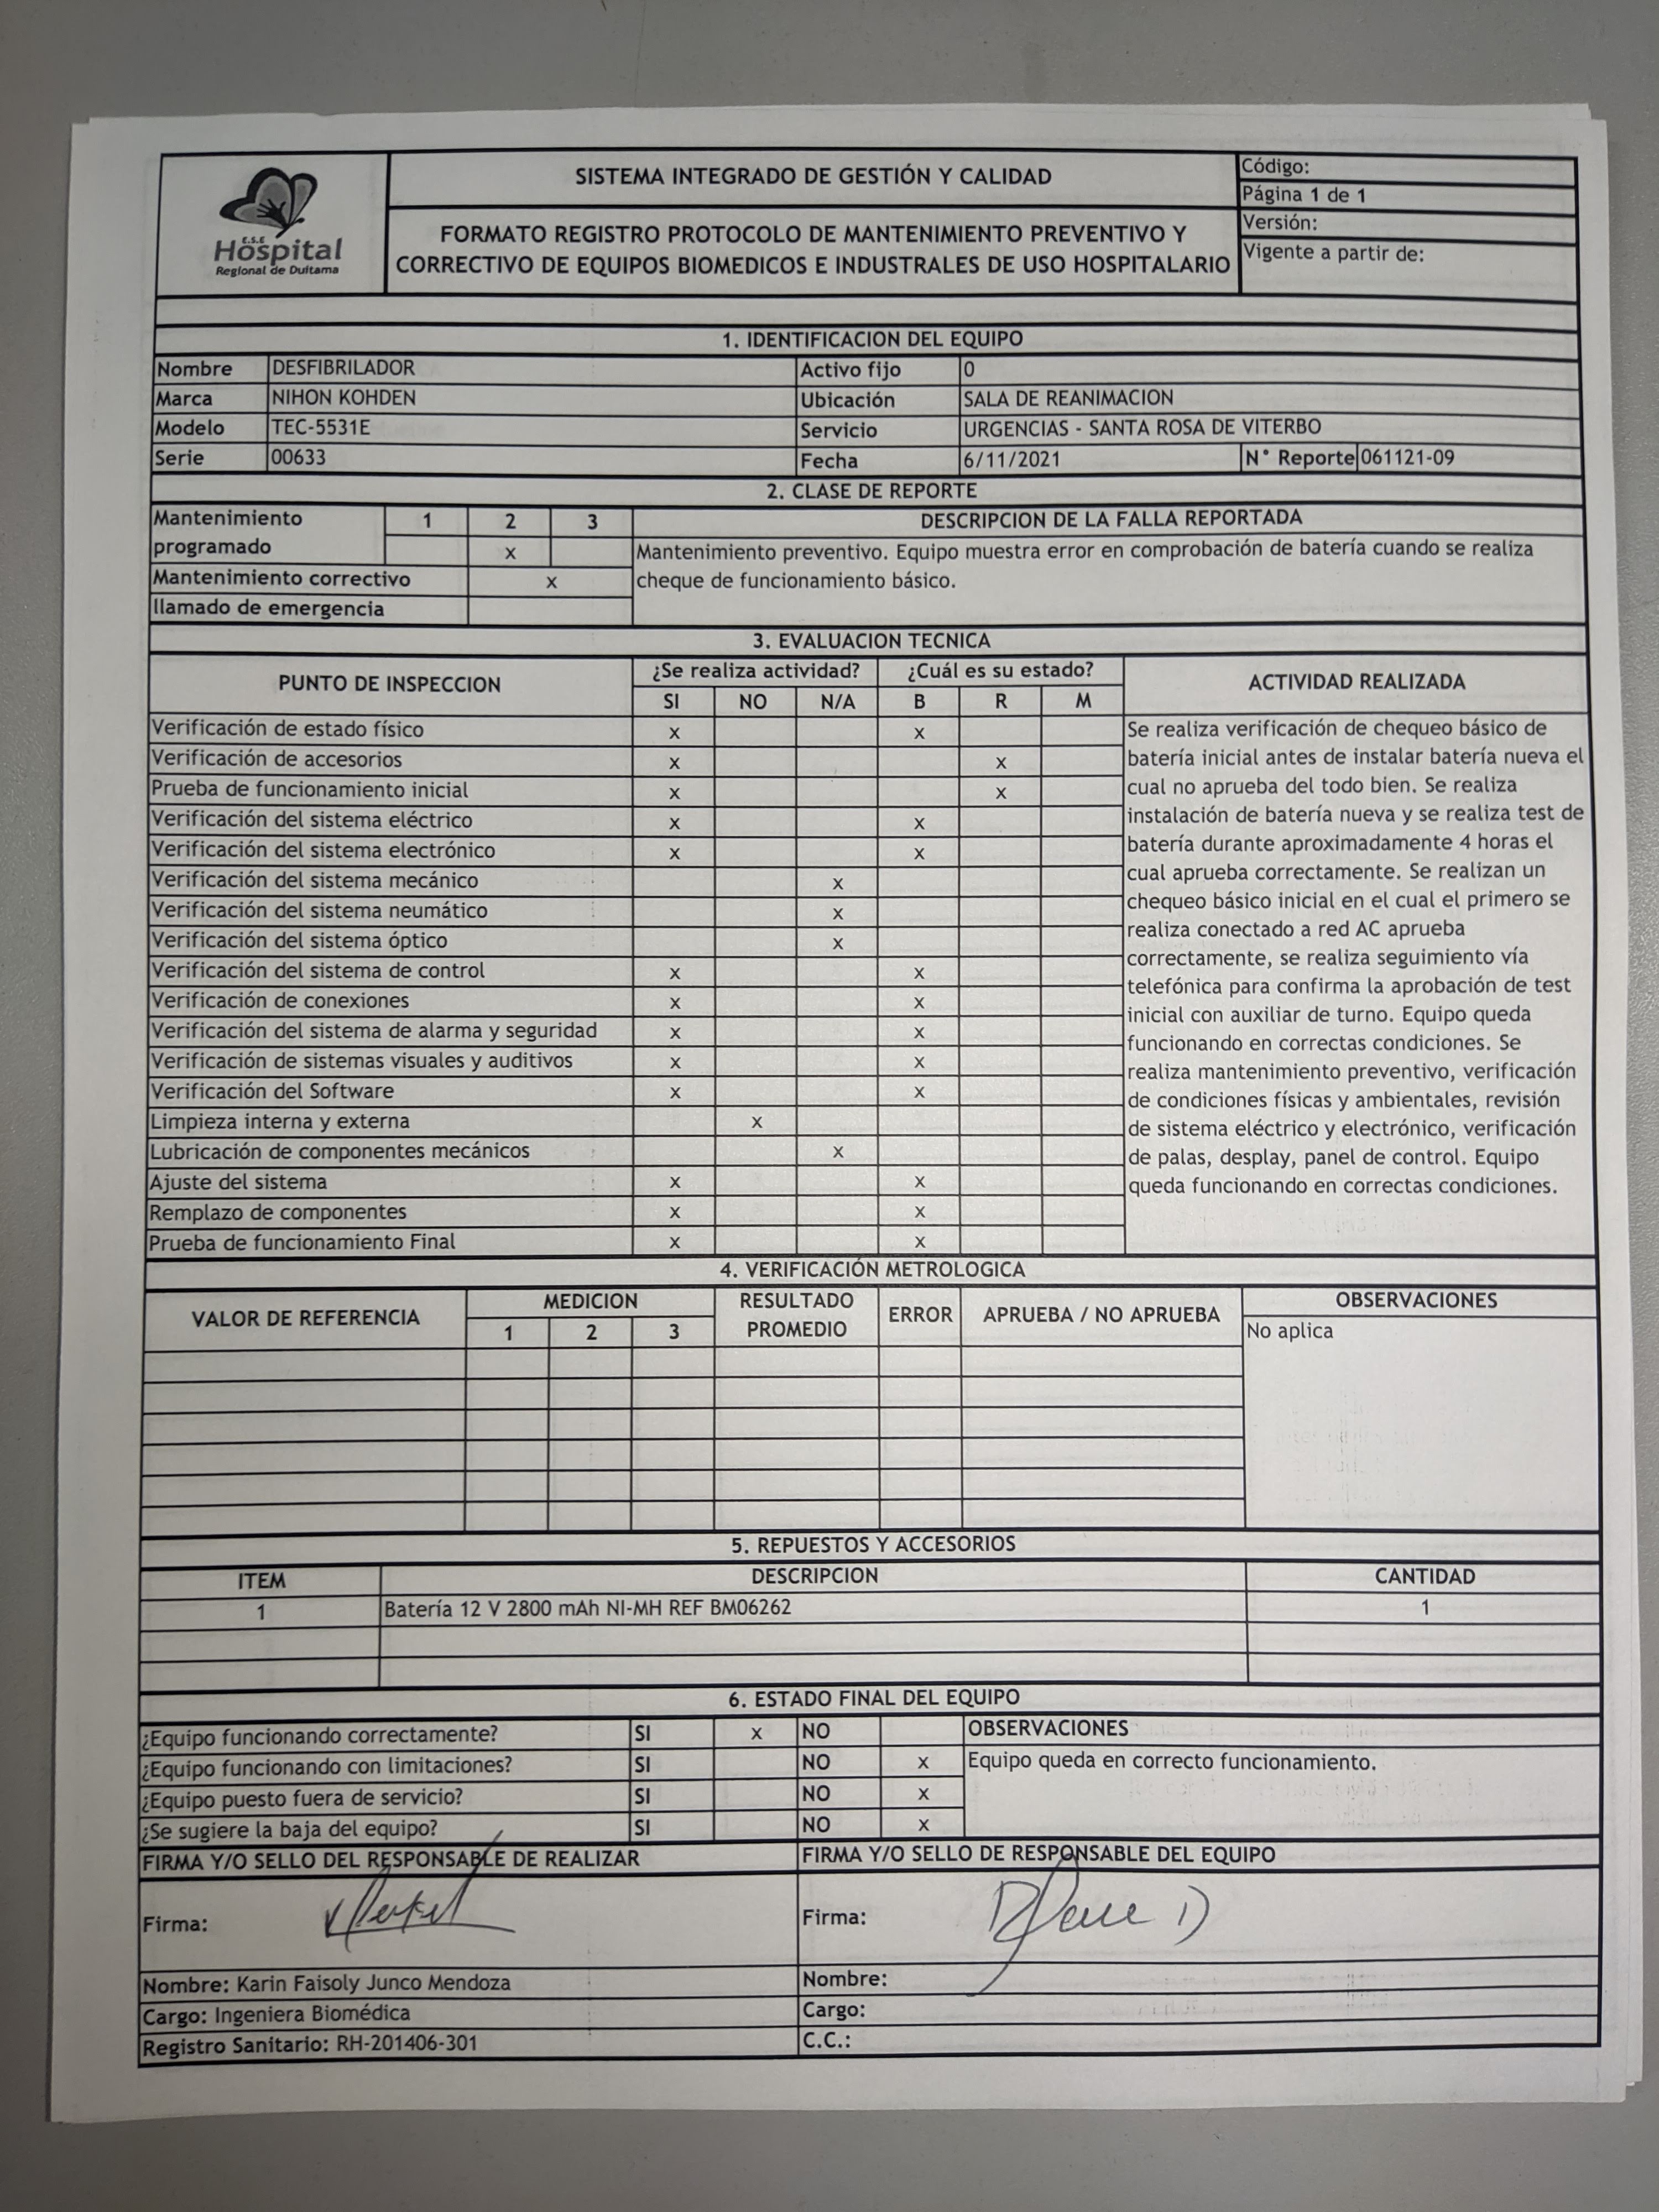 E.S.E
Hospital
Regional de Duitama
SISTEMA INTEGRADO DE GESTIÓN Y CALIDAD
FORMATO REGISTRO PROTOCOLO DE MANTENIMIENTO PREVENTIVO Y
CORRECTIVO DE EQUIPOS BIOMEDICOS E INDUSTRIALES DE USO HOSPITALARIO
Código:
Página 1 de 1
Versión:
Vigente a partir de:
1. IDENTIFICACION DEL EQUIPO
Nombre DESFIBRILADOR Activo fijo 0
Marca NIHON KOHDEN Ubicación SALA DE REANIMACION
Modelo TEC-5531E Servicio URGENCIAS - SANTA ROSA DE VITERBO
Serie 00633 Fecha 6/11/2021 N° Reporte 061121-09
2. CLASE DE REPORTE
Mantenimiento programado 1 2 3
x
Mantenimiento correctivo x
llamado de emergencia
DESCRIPCION DE LA FALLA REPORTADA
Mantenimiento preventivo. Equipo muestra error en comprobación de batería cuando se realiza
cheque de funcionamiento básico.
3. EVALUACION TECNICA
PUNTO DE INSPECCION ¿Se realiza actividad? ¿Cuál es su estado? ACTIVIDAD REALIZADA
SI NO N/A B R M
Verificación de estado físico x x
Verificación de accesorios x x
Prueba de funcionamiento inicial x x
Verificación del sistema eléctrico x x
Verificación del sistema electrónico x x
Verificación del sistema mecánico x
Verificación del sistema neumático x
Verificación del sistema óptico x
Verificación del sistema de control x x
Verificación de conexiones x x
Verificación del sistema de alarma y seguridad x x
Verificación de sistemas visuales y auditivos x x
Verificación del Software x x
Limpieza interna y externa x
Lubricación de componentes mecánicos x
Ajuste del sistema x x
Remplazo de componentes x x
Prueba de funcionamiento Final x x
Se realiza verificación de chequeo básico de
batería inicial antes de instalar batería nueva el
cual no aprueba del todo bien. Se realiza
instalación de batería nueva y se realiza test de
batería durante aproximadamente 4 horas el
cual aprueba correctamente. Se realizan un
chequeo básico inicial en el cual el primero se
realiza conectado a red AC aprueba
correctamente, se realiza seguimiento vía
telefónica para confirma la aprobación de test
inicial con auxiliar de turno. Equipo queda
funcionando en correctas condiciones. Se
realiza mantenimiento preventivo, verificación
de condiciones físicas y ambientales, revisión
de sistema eléctrico y electrónico, verificación
de palas, desplay, panel de control. Equipo
queda funcionando en correctas condiciones.
4. VERIFICACIÓN METROLOGICA
VALOR DE REFERENCIA MEDICION RESULTADO PROMEDIO ERROR APRUEBA / NO APRUEBA OBSERVACIONES
1 2 3
No aplica
5. REPUESTOS Y ACCESORIOS
ITEM DESCRIPCION CANTIDAD
1 Batería 12 V 2800 mAh NI-MH REF BM06262 1
6. ESTADO FINAL DEL EQUIPO
¿Equipo funcionando correctamente? SI x NO
¿Equipo funcionando con limitaciones? SI NO x
¿Equipo puesto fuera de servicio? SI NO x
¿Se sugiere la baja del equipo? SI NO x
OBSERVACIONES
Equipo queda en correcto funcionamiento.
FIRMA Y/O SELLO DEL RESPONSABLE DE REALIZAR
Firma:
Nombre: Karin Faisoly Junco Mendoza
Cargo: Ingeniera Biomédica
Registro Sanitario: RH-201406-301
FIRMA Y/O SELLO DE RESPONSABLE DEL EQUIPO
Firma:
Nombre:
Cargo:
C.C.: